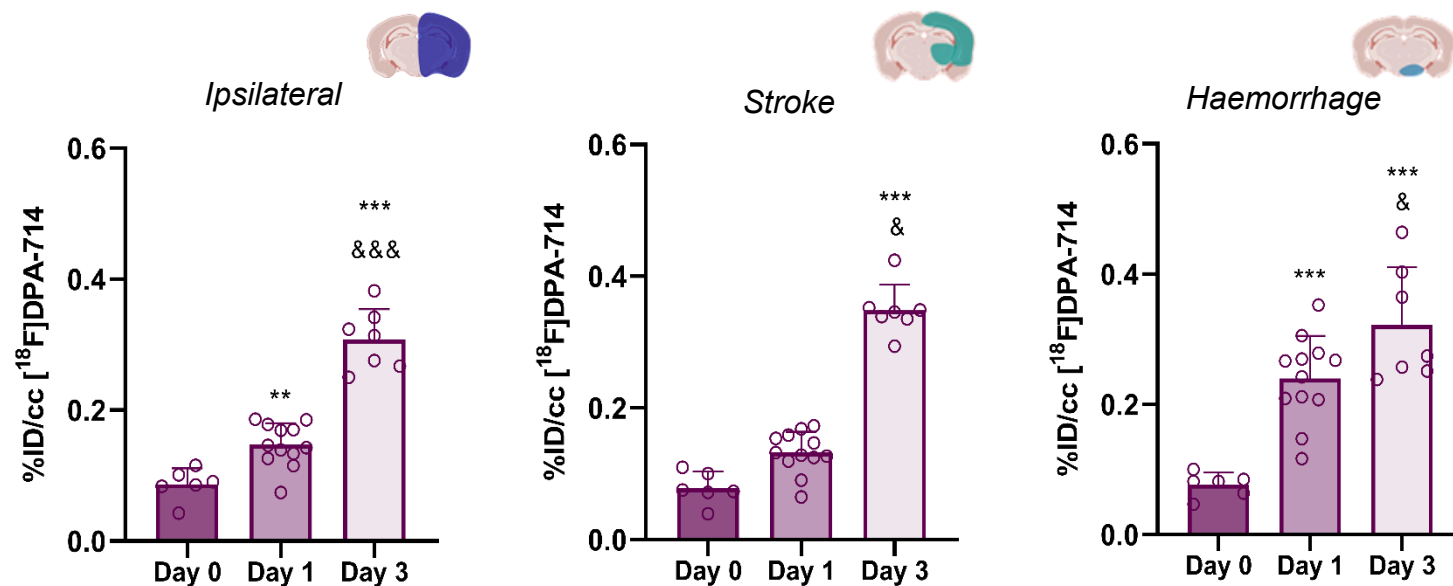 Ipsilateral
%ID/cc [¹⁸F]DPA-714
0.6
0.4
0.2
0.0
**
***
&&&
Day 0 Day 1 Day 3
Stroke
%ID/cc [¹⁸F]DPA-714
0.6
0.4
0.2
0.0
***
&
Day 0 Day 1 Day 3
Haemorrhage
%ID/cc [¹⁸F]DPA-714
0.6
0.4
0.2
0.0
***
***
&
Day 0 Day 1 Day 3